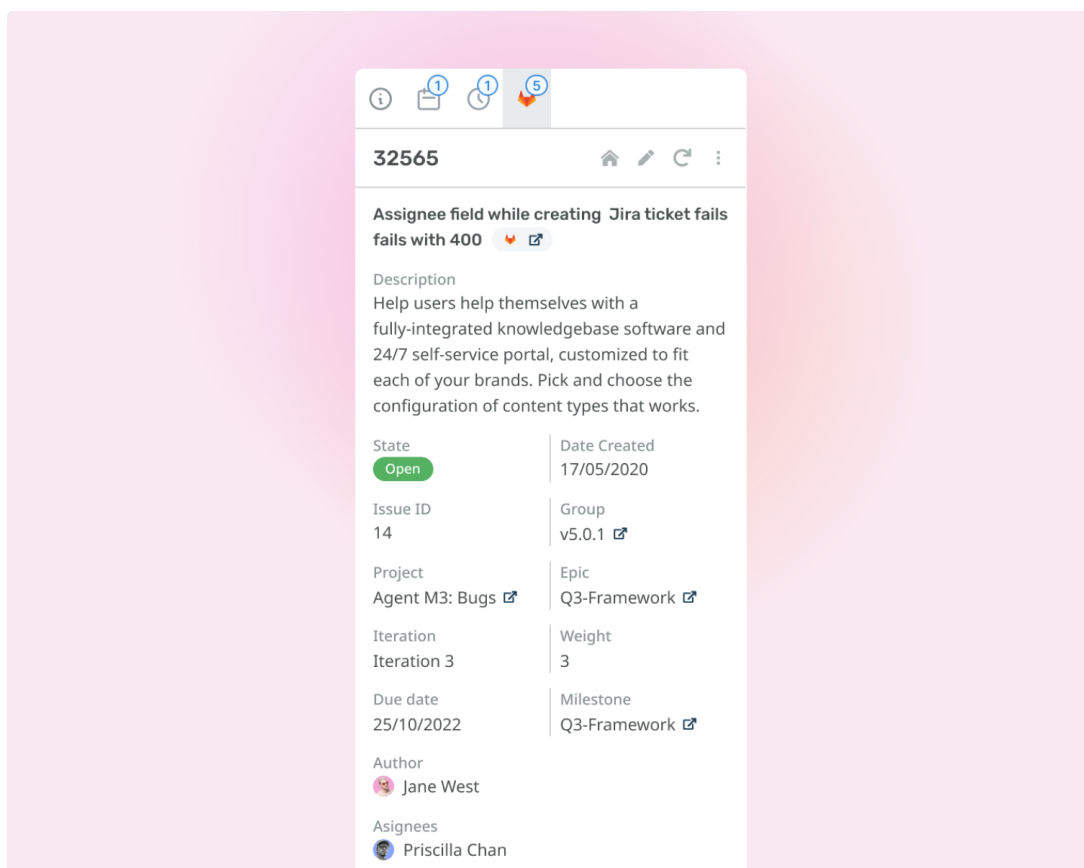 1 1 5
32565
Assignee field while creating Jira ticket fails
fails with 400
Description
Help users help themselves with a
fully-integrated knowledgebase software and
24/7 self-service portal, customized to fit
each of your brands. Pick and choose the
configuration of content types that works.
State Date Created
Open 17/05/2020
Issue ID Group
14 v5.0.1
Project Epic
Agent M3: Bugs Q3-Framework
Iteration Weight
Iteration 3 3
Due date Milestone
25/10/2022 Q3-Framework
Author
Jane West
Asignees
Priscilla Chan